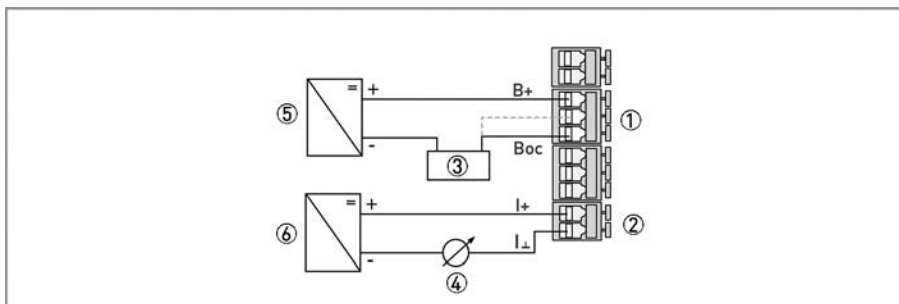 = + B+
⑤ ①
- Boc
③
= + I+
⑥ ②
- I⊥
④